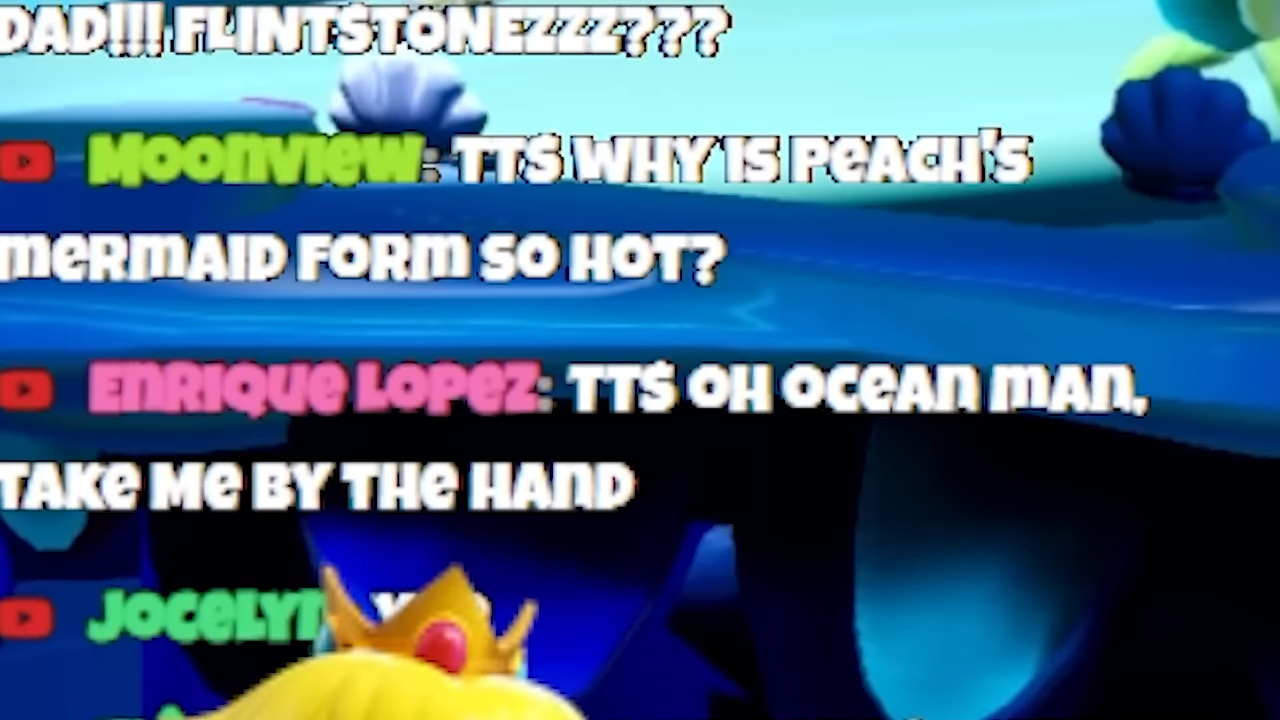 DAD!!! FLINTSTONEZZZ???
Moonview: TTS WHY IS PEACH'S
MERMAID FORM SO HOT?
Enrique Lopez: TTS OH OCEAN MAN,
TAKE ME BY THE HAND